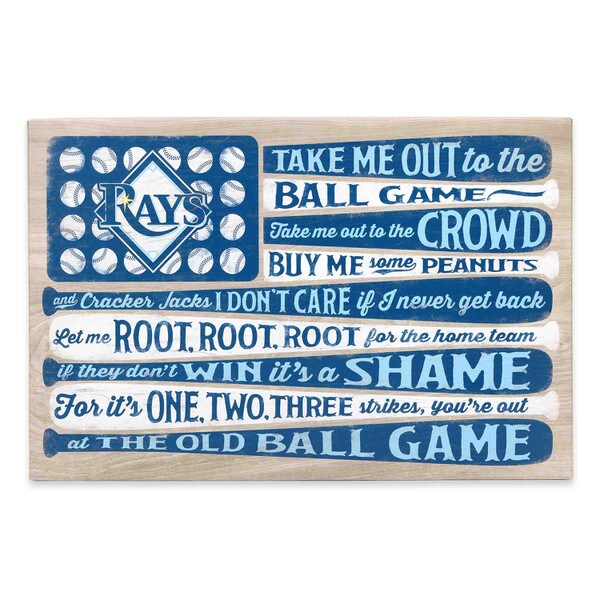 RAYS
TAKE ME OUT to the
BALL GAME
Take me out to the CROWD
BUY ME some PEANUTS
and Cracker Jacks I DON'T CARE if I never get back
Let me ROOT, ROOT, ROOT for the home team
if they don't WIN it's a SHAME
For it's ONE, TWO, THREE strikes, you're out
at THE OLD BALL GAME